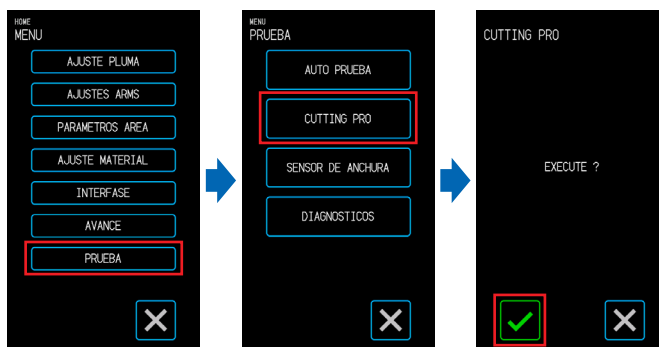 HOME
MENU
AJUSTE PLUMA
AJUSTES ARMS
PARAMETROS AREA
AJUSTE MATERIAL
INTERFASE
AVANCE
PRUEBA
MENU
PRUEBA
AUTO PRUEBA
CUTTING PRO
SENSOR DE ANCHURA
DIAGNOSTICOS
CUTTING PRO
EXECUTE ?